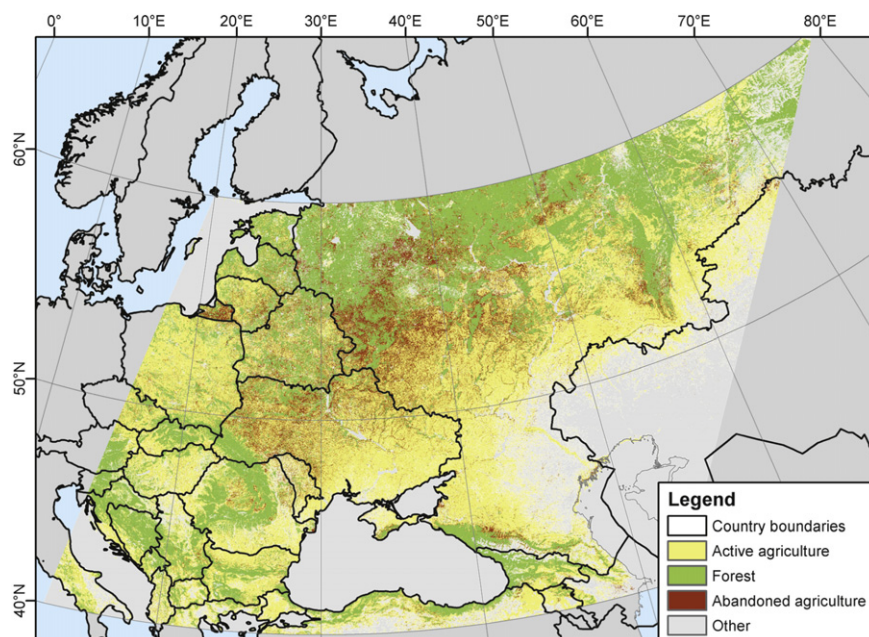 0° 10°E 20°E 30°E 40°E 50°E 60°E 70°E 80°E
60°N
50°N
40°N
Legend
Country boundaries
Active agriculture
Forest
Abandoned agriculture
Other